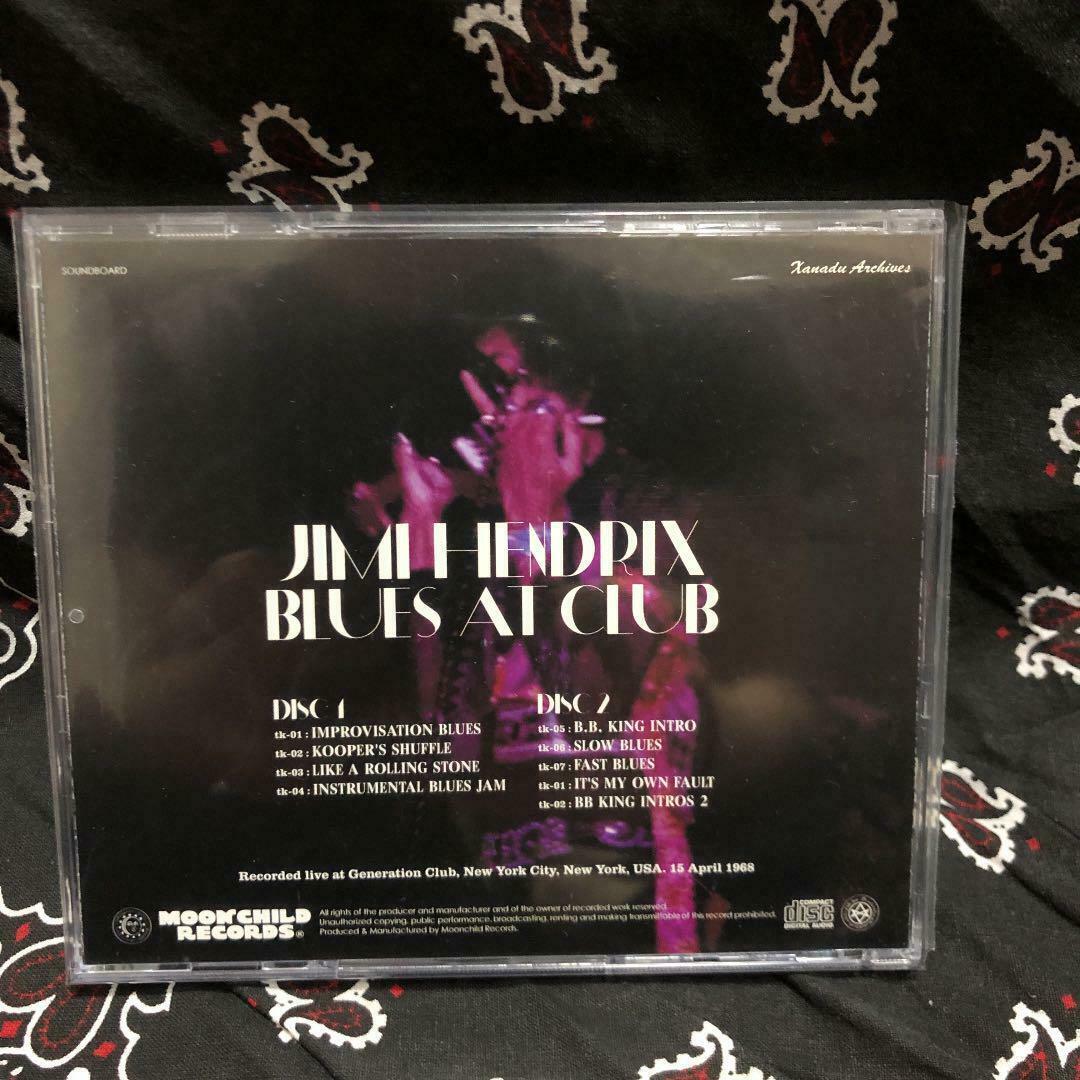 SOUNDBOARD
Xanadu Archives
JIMI HENDRIX
BLUES AT CLUB
DISC 1
tk-01 : IMPROVISATION BLUES
tk-02 : KOOPER'S SHUFFLE
tk-03 : LIKE A ROLLING STONE
tk-04 : INSTRUMENTAL BLUES JAM
DISC 2
tk-05 : B.B. KING INTRO
tk-06 : SLOW BLUES
tk-07 : FAST BLUES
tk-01 : IT'S MY OWN FAULT
tk-02 : BB KING INTROS 2
Recorded live at Generation Club, New York City, New York, USA. 15 April 1968
MOONCHILD
RECORDS®
All rights of the producer and manufacturer and of the owner of recorded work reserved.
Unauthorized copying, public performance, broadcasting, renting and making transmittable of this record prohibited.
Produced & Manufactured by Moonchild Records.
COMPACT
disc
DIGITAL AUDIO